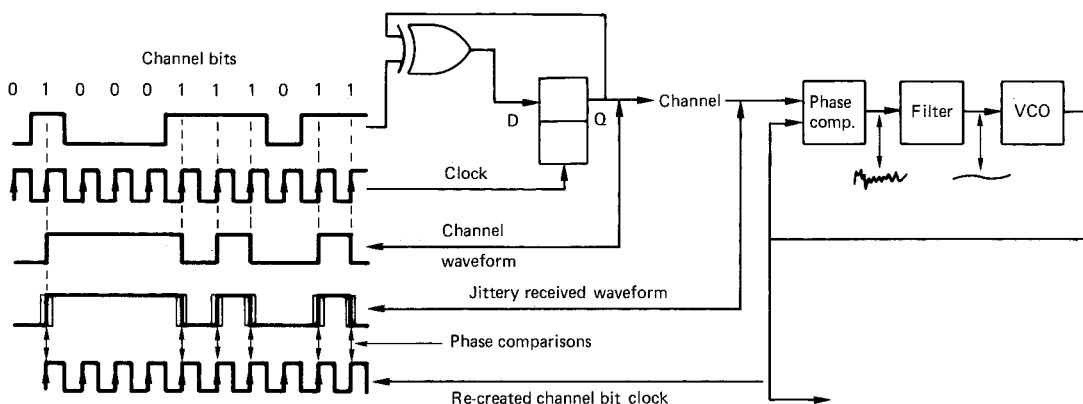 Channel bits
0 1 0 0 0 1 1 1 0 1 1
D
Q
Channel
Phase
comp.
Filter
VCO
Clock
Channel
waveform
Jittery received waveform
Phase comparisons
Re-created channel bit clock